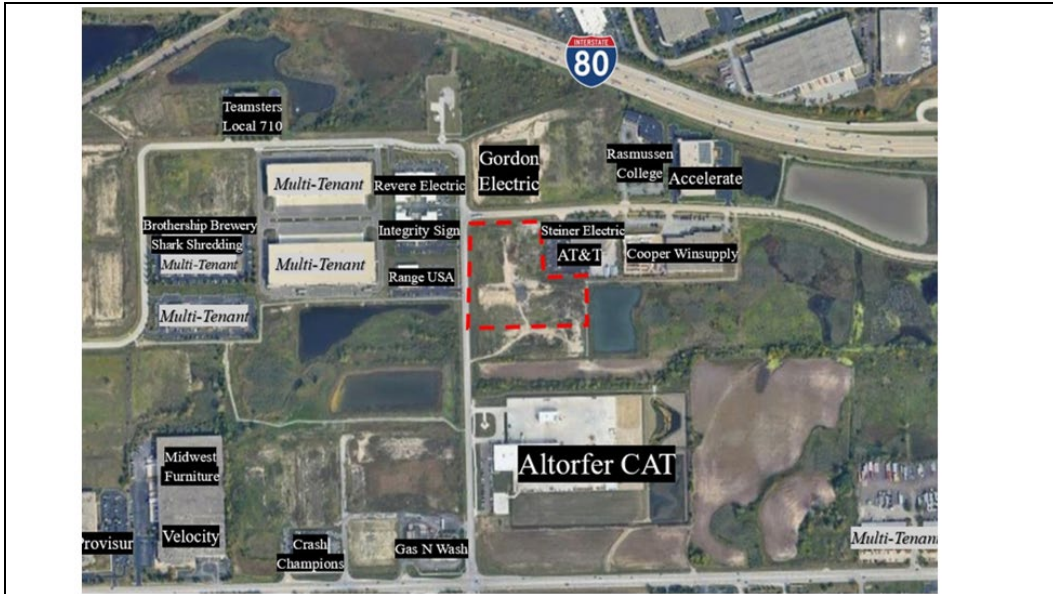 INTERSTATE
80
Teamsters
Local 710
Multi-Tenant
Revere Electric
Gordon
Electric
Rasmussen
College
Accelerate
Brothership Brewery
Shark Shredding
Multi-Tenant
Multi-Tenant
Integrity Sign
Range USA
Steiner Electric
AT&T
Cooper Winsupply
Multi-Tenant
Altorfer CAT
Midwest
Furniture
Velocity
Provisur
Crash
Champions
Gas N Wash
Multi-Tenant